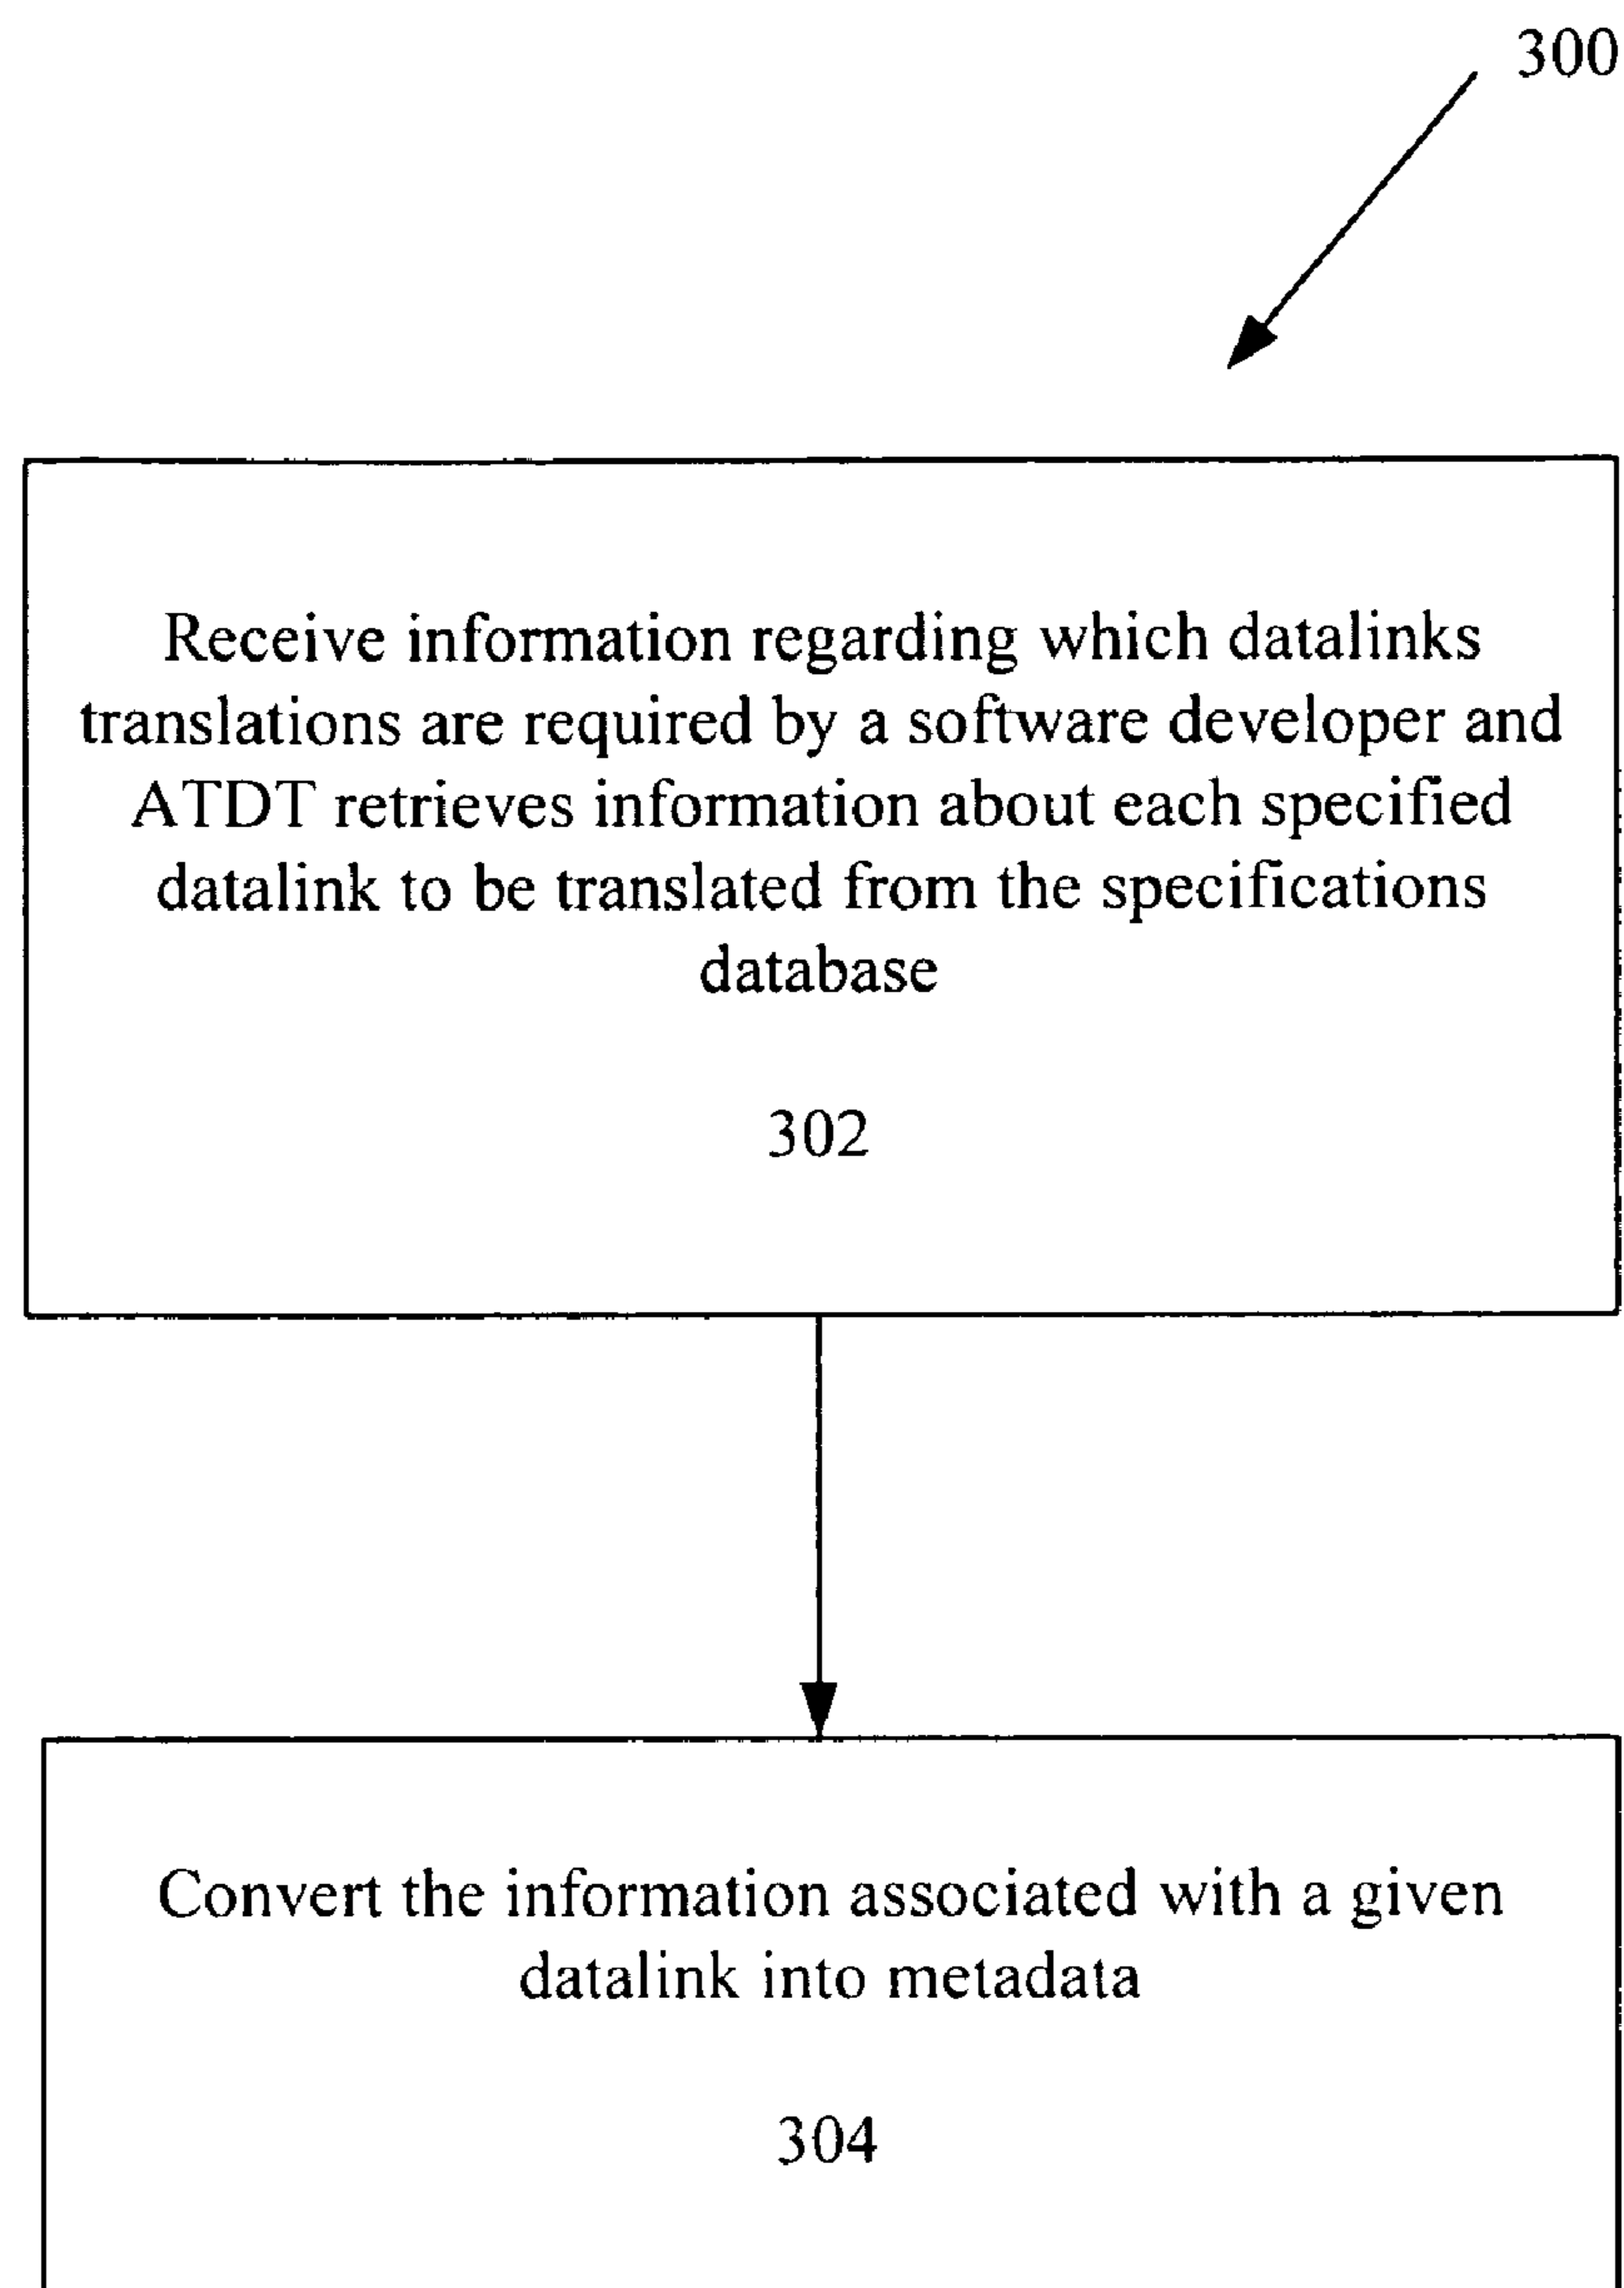 300
Receive information regarding which datalinks
translations are required by a software developer and
ATDT retrieves information about each specified
datalink to be translated from the specifications
database
302
Convert the information associated with a given
datalink into metadata
304